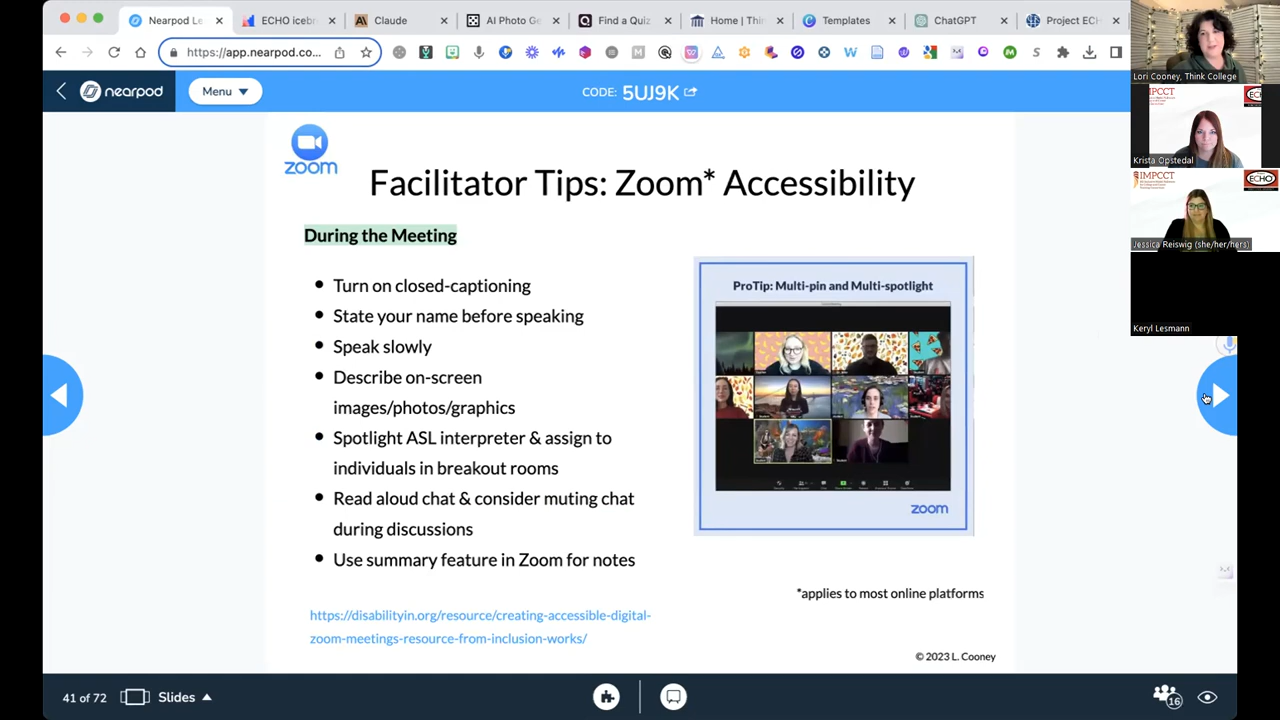 Nearpod Le
ECHO icebr
Claude
AI Photo Ge
Find a Quiz
Home | Thin
Templates
ChatGPT
Project ECH
https://app.nearpod.co...
nearpod
Menu
CODE: 5UJ9K
zoom
Facilitator Tips: Zoom* Accessibility
During the Meeting
• Turn on closed-captioning
• State your name before speaking
• Speak slowly
• Describe on-screen
images/photos/graphics
• Spotlight ASL interpreter & assign to
individuals in breakout rooms
• Read aloud chat & consider muting chat
during discussions
• Use summary feature in Zoom for notes
https://disabilityin.org/resource/creating-accessible-digital-
zoom-meetings-resource-from-inclusion-works/
ProTip: Multi-pin and Multi-spotlight
zoom
*applies to most online platforms
© 2023 L. Cooney
41 of 72
Slides
16
Lori Cooney, Think College
IMPCCT
Krista Opstedal
IMPCCT
ECHO
Jessica Reiswig (she/her/hers)
Keryl Lesmann